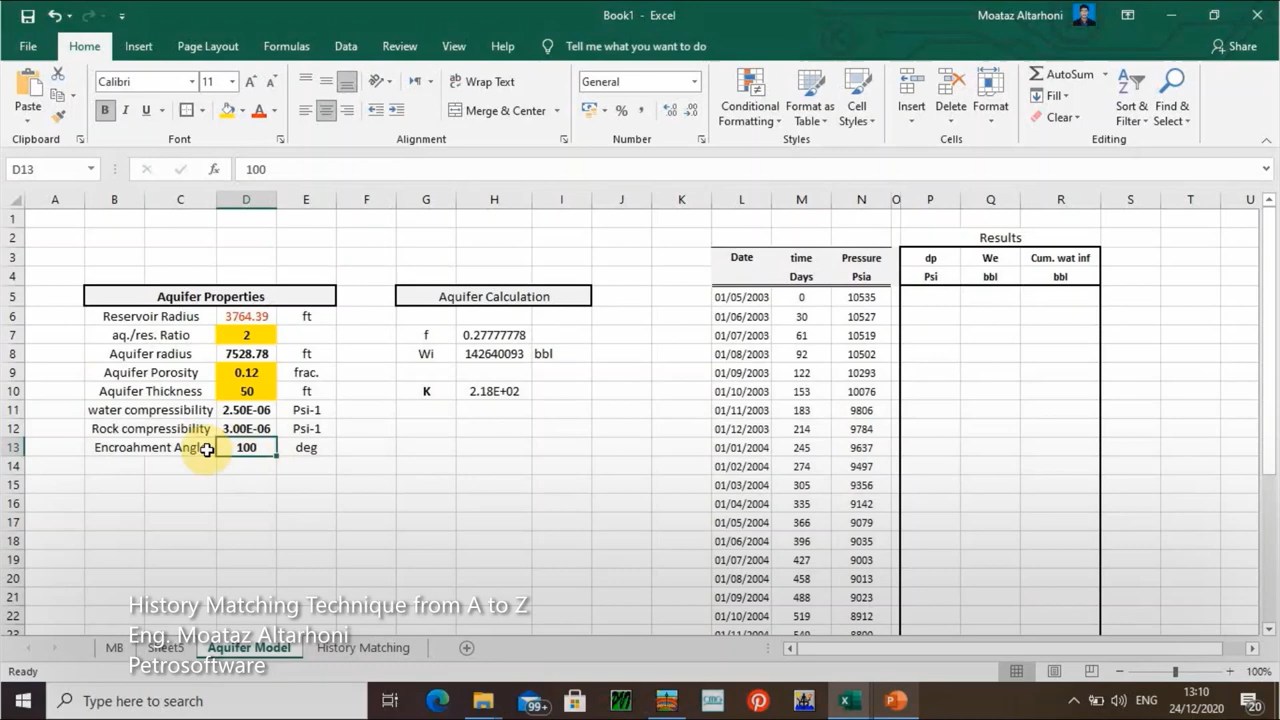 Book1 - Excel
Moataz Altarhoni
File Home Insert Page Layout Formulas Data Review View Help Tell me what you want to do Share
Calibri 11 Wrap Text General AutoSum
Paste B I U Merge & Center % Conditional Formatting Format as Table Cell Styles Insert Delete Format Fill Clear Sort & Filter Find & Select
Clipboard Font Alignment Number Styles Cells Editing
D13 fx 100
A B C D E F G H I J K L M N O P Q R S T U
1
2 Results
3 Date time Pressure dp We Cum. wat inf
4 Days Psia Psi bbl bbl
5 Aquifer Properties Aquifer Calculation 01/05/2003 0 10535
6 Reservoir Radius 3764.39 ft 01/06/2003 30 10527
7 aq./res. Ratio 2 f 0.27777778 01/07/2003 61 10519
8 Aquifer radius 7528.78 ft Wi 142640093 bbl 01/08/2003 92 10502
9 Aquifer Porosity 0.12 frac. 01/09/2003 122 10293
10 Aquifer Thickness 50 ft K 2.18E+02 01/10/2003 153 10076
11 water compressibility 2.50E-06 Psi-1 01/11/2003 183 9806
12 Rock compressibility 3.00E-06 Psi-1 01/12/2003 214 9784
13 Encroahment Angle 100 deg 01/01/2004 245 9637
14 01/02/2004 274 9497
15 01/03/2004 305 9356
16 01/04/2004 335 9142
17 01/05/2004 366 9079
18 01/06/2004 396 9035
19 01/07/2004 427 9003
20 01/08/2004 458 9013
21 01/09/2004 488 9023
22 01/10/2004 519 8912
History Matching Technique from A to Z
Eng. Moataz Altarhoni
Petrosoftware
MB Sheet5 Aquifer Model History Matching
Ready 100%
Type here to search 99+ ENG 13:10
24/12/2020 20